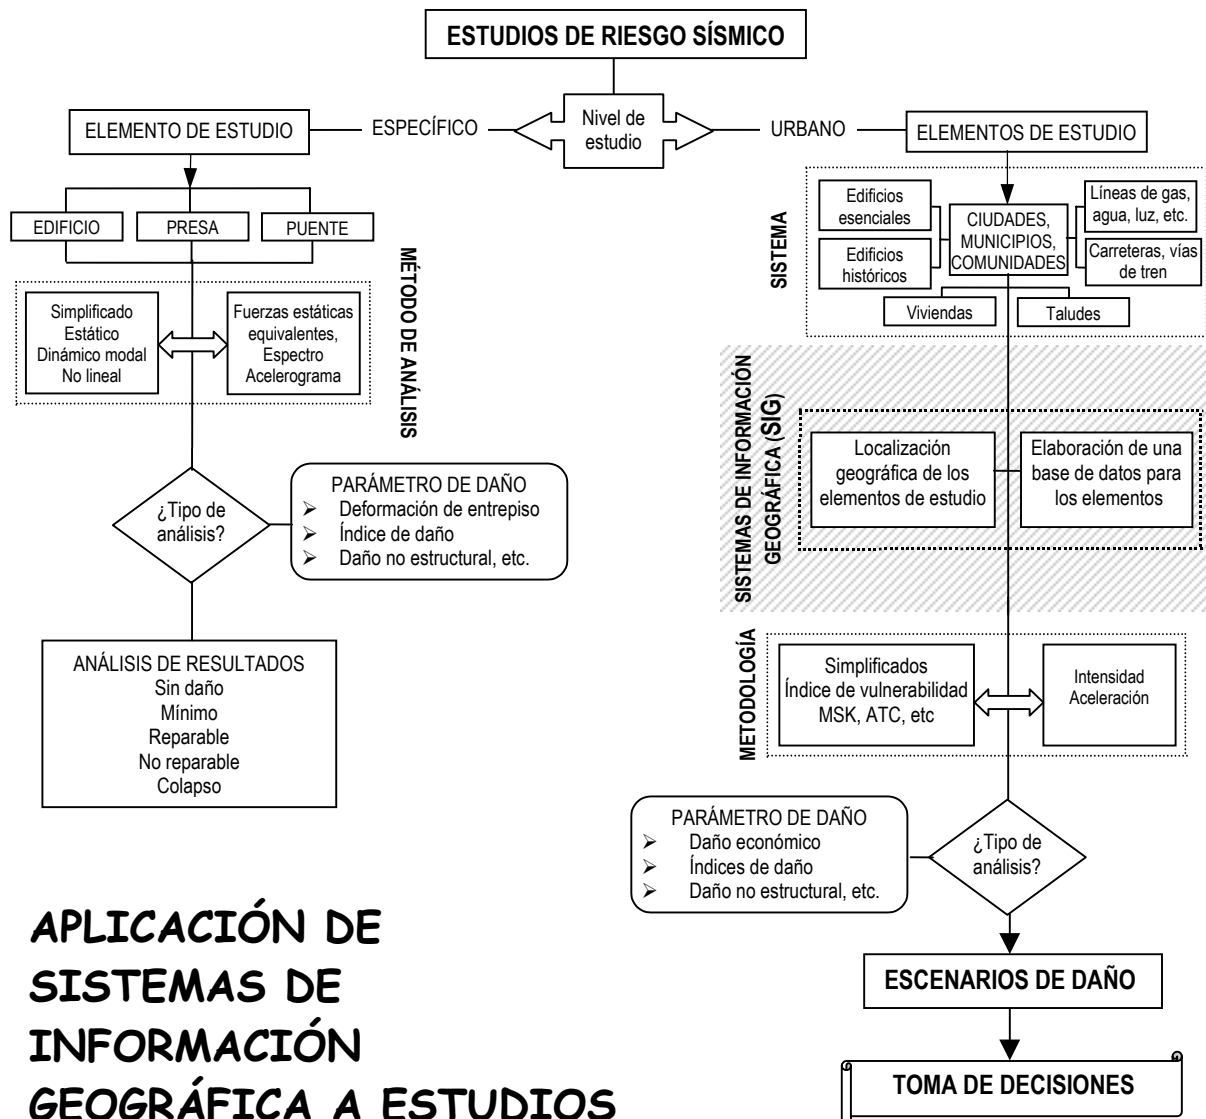 ESTUDIOS DE RIESGO SÍSMICO
Nivel de
estudio
ESPECÍFICO
URBANO
ELEMENTO DE ESTUDIO
EDIFICIO
PRESA
PUENTE
MÉTODO DE ANÁLISIS
Simplificado
Estático
Dinámico modal
No lineal
Fuerzas estáticas
equivalentes,
Espectro
Acelerograma
¿Tipo de
análisis?
PARÁMETRO DE DAÑO
➢ Deformación de entrepiso
➢ Índice de daño
➢ Daño no estructural, etc.
ANÁLISIS DE RESULTADOS
Sin daño
Mínimo
Reparable
No reparable
Colapso
ELEMENTOS DE ESTUDIO
SISTEMA
Edificios
esenciales
Edificios
históricos
CIUDADES,
MUNICIPIOS,
COMUNIDADES
Líneas de gas,
agua, luz, etc.
Carreteras, vías
de tren
Viviendas
Taludes
SISTEMAS DE INFORMACIÓN
GEOGRÁFICA (SIG)
Localización
geográfica de los
elementos de estudio
Elaboración de una
base de datos para
los elementos
METODOLOGÍA
Simplificados
Índice de vulnerabilidad
MSK, ATC, etc
Intensidad
Aceleración
PARÁMETRO DE DAÑO
➢ Daño económico
➢ Índices de daño
➢ Daño no estructural, etc.
¿Tipo de
análisis?
ESCENARIOS DE DAÑO
TOMA DE DECISIONES
APLICACIÓN DE
SISTEMAS DE
INFORMACIÓN
GEOGRÁFICA A ESTUDIOS